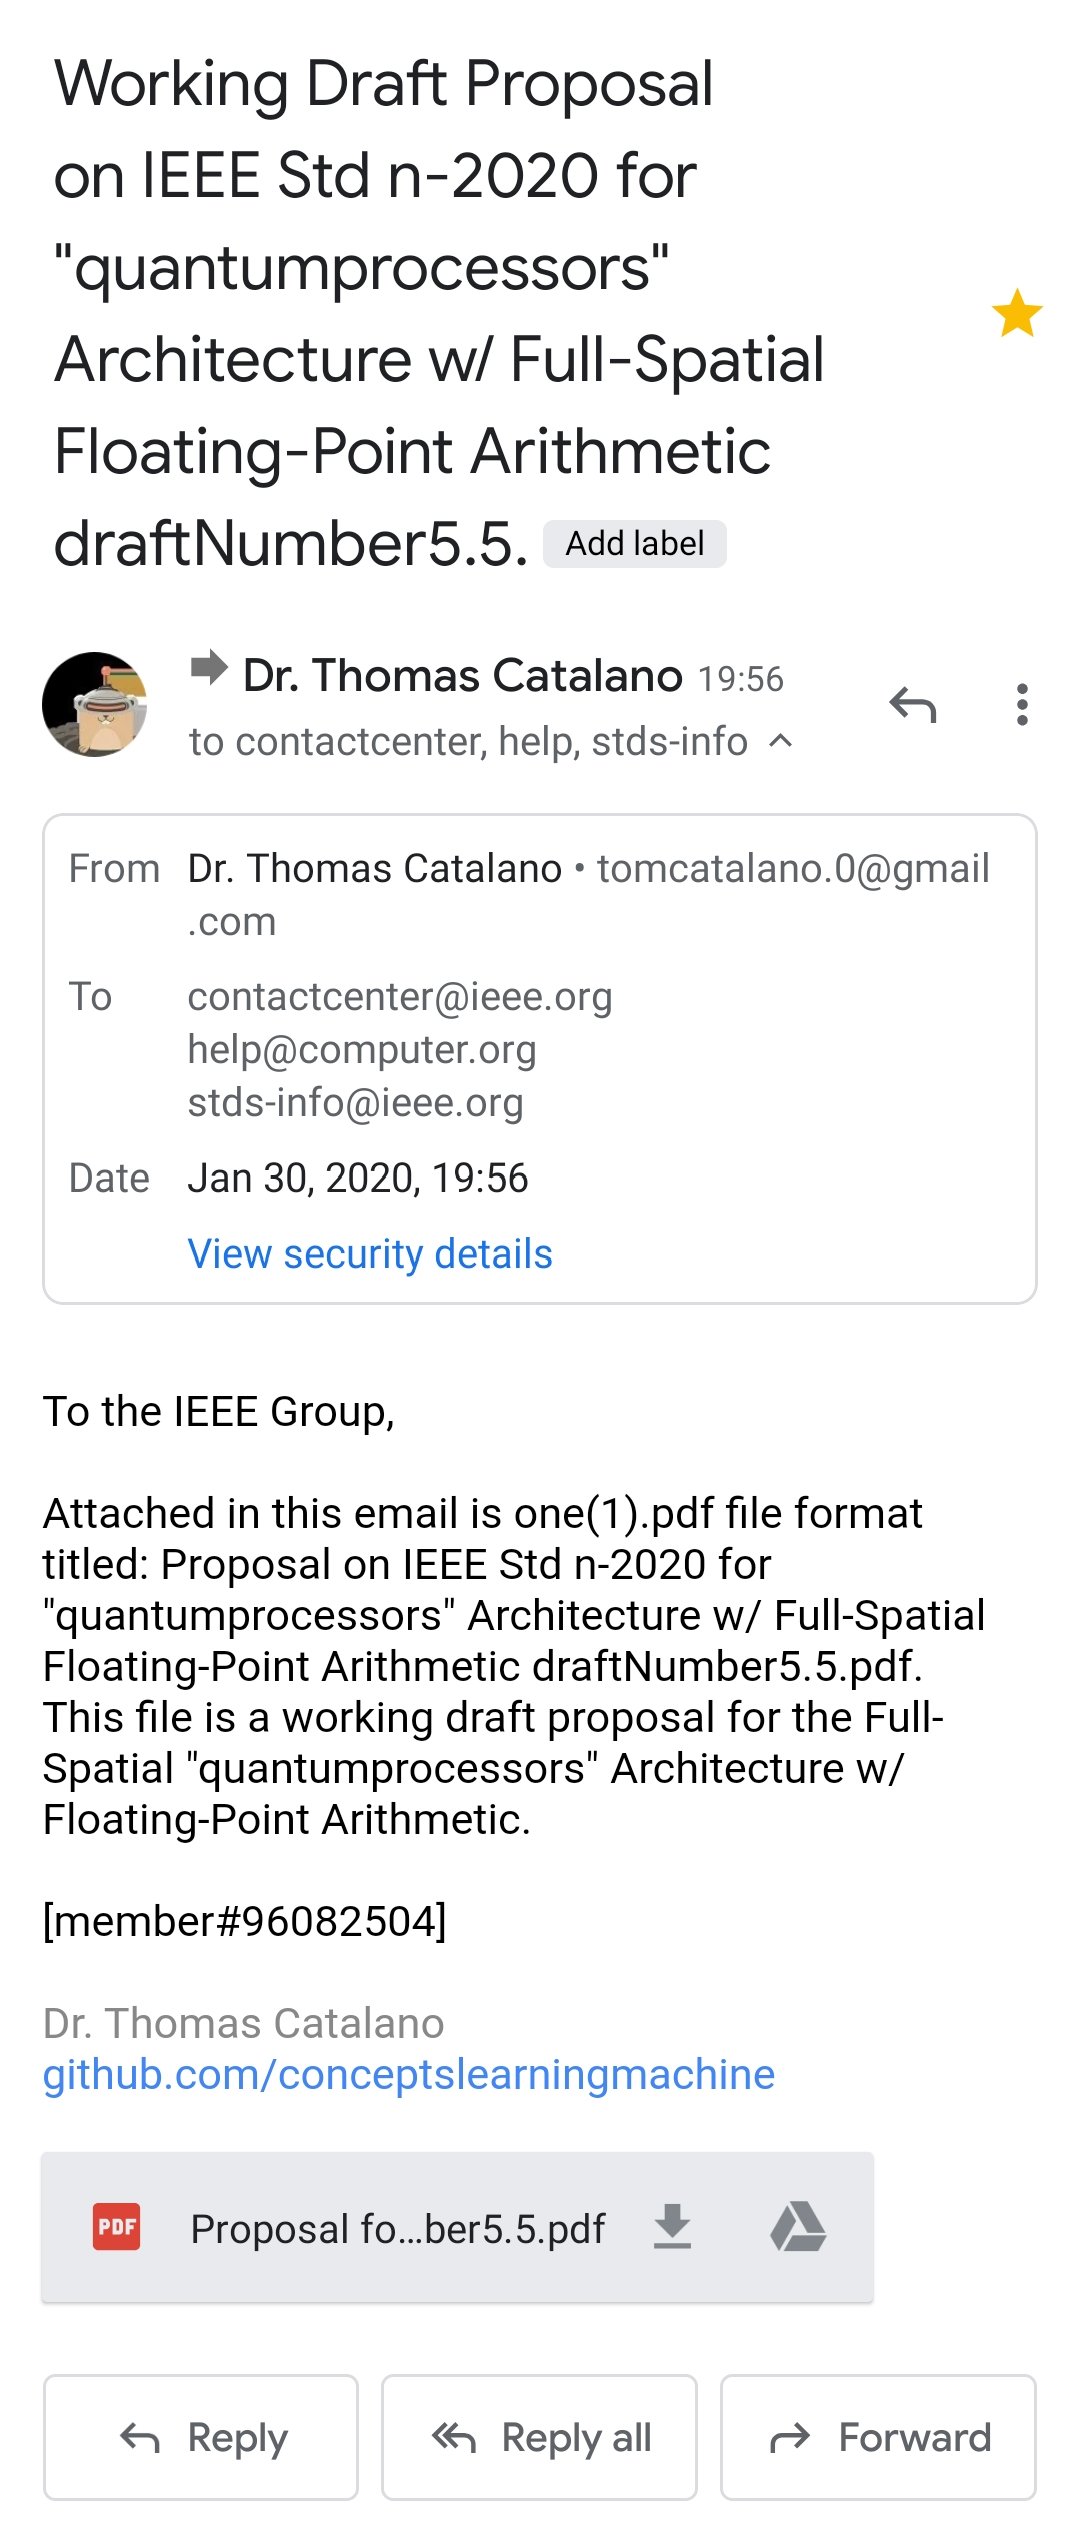 Working Draft Proposal
on IEEE Std n-2020 for
"quantumprocessors"
Architecture w/ Full-Spatial
Floating-Point Arithmetic
draftNumber5.5. Add label
Dr. Thomas Catalano 19:56
to contactcenter, help, stds-info
From Dr. Thomas Catalano • tomcatalano.0@gmail
.com
To contactcenter@ieee.org
help@computer.org
stds-info@ieee.org
Date Jan 30, 2020, 19:56
View security details
To the IEEE Group,
Attached in this email is one(1).pdf file format
titled: Proposal on IEEE Std n-2020 for
"quantumprocessors" Architecture w/ Full-Spatial
Floating-Point Arithmetic draftNumber5.5.pdf.
This file is a working draft proposal for the Full-
Spatial "quantumprocessors" Architecture w/
Floating-Point Arithmetic.
[member#96082504]
Dr. Thomas Catalano
github.com/conceptslearningmachine
PDF Proposal fo...ber5.5.pdf
Reply Reply all Forward